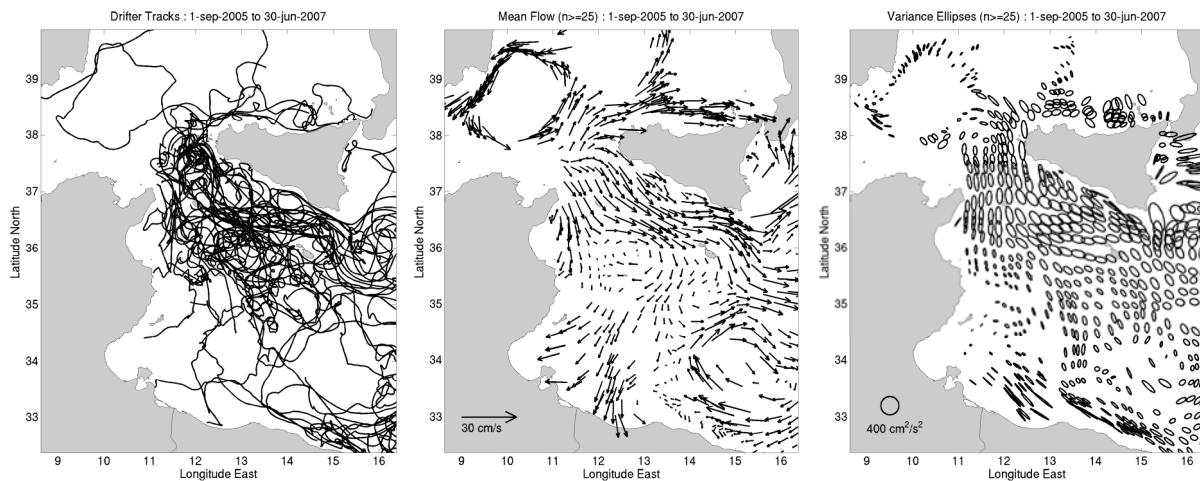 Drifter Tracks : 1-sep-2005 to 30-jun-2007
39
38
37
36
35
34
33
Latitude North
9 10 11 12 13 14 15 16
Longitude East
Mean Flow (n>=25) : 1-sep-2005 to 30-jun-2007
39
38
37
36
35
34
33
Latitude North
30 cm/s
9 10 11 12 13 14 15 16
Longitude East
Variance Ellipses (n>=25) : 1-sep-2005 to 30-jun-2007
39
38
37
36
35
34
33
Latitude North
400 cm²/s²
9 10 11 12 13 14 15 16
Longitude East